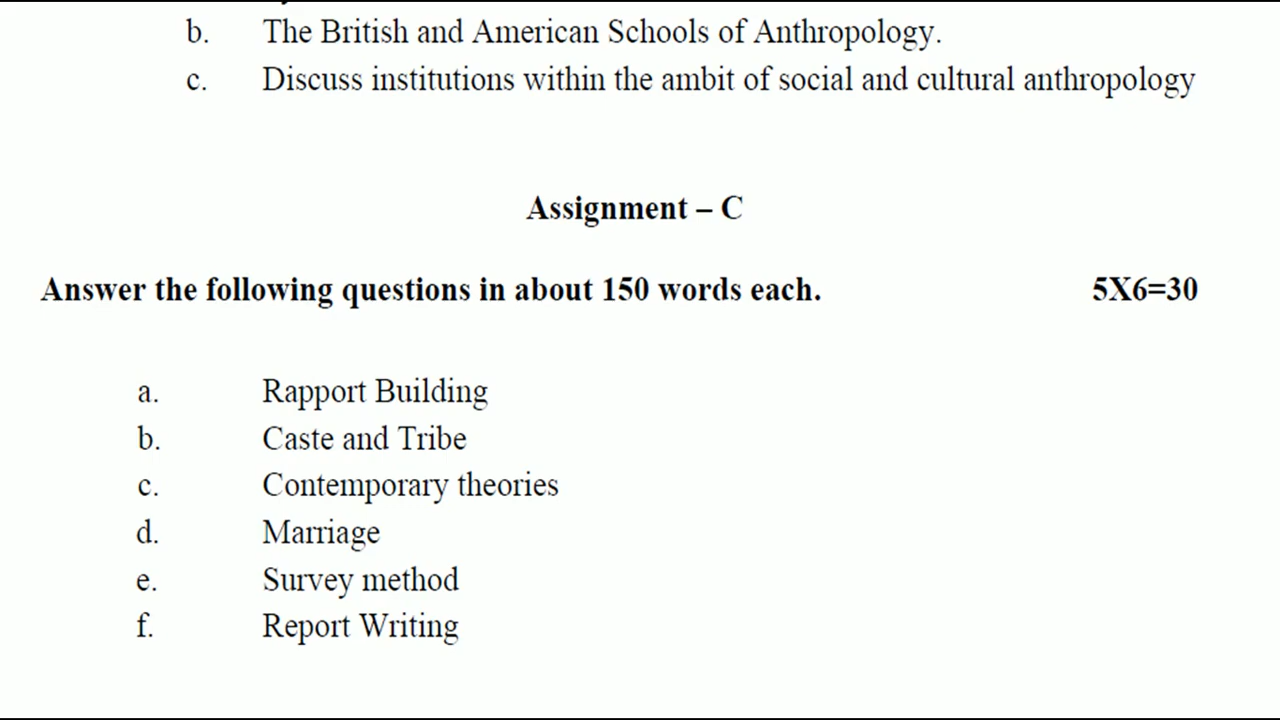 b. The British and American Schools of Anthropology.
c. Discuss institutions within the ambit of social and cultural anthropology
Assignment – C
Answer the following questions in about 150 words each. 5X6=30
a. Rapport Building
b. Caste and Tribe
c. Contemporary theories
d. Marriage
e. Survey method
f. Report Writing